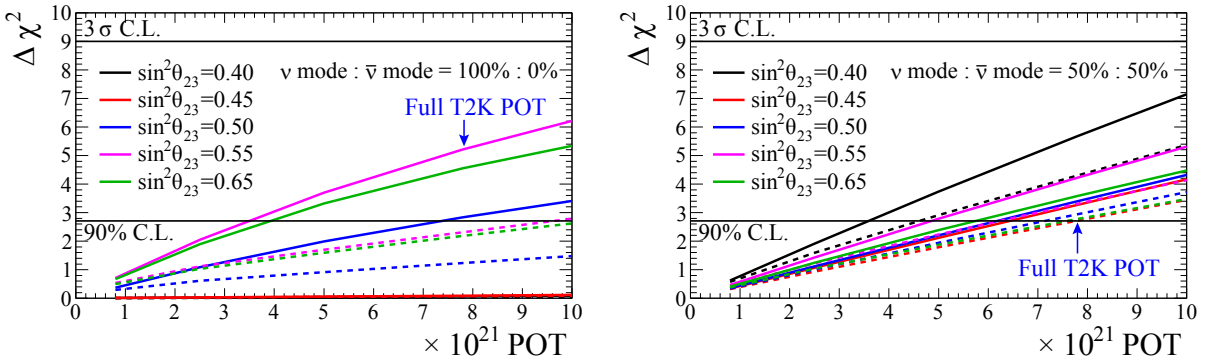 Δ χ²
10
9
8
7
6
5
4
3
2
1
0
3 σ C.L.
sin²θ₂₃=0.40
sin²θ₂₃=0.45
sin²θ₂₃=0.50
sin²θ₂₃=0.55
sin²θ₂₃=0.65
ν mode : ν̅ mode = 100% : 0%
Full T2K POT
90% C.L.
0 1 2 3 4 5 6 7 8 9 10
× 10²¹ POT
Δ χ²
10
9
8
7
6
5
4
3
2
1
0
3 σ C.L.
sin²θ₂₃=0.40
sin²θ₂₃=0.45
sin²θ₂₃=0.50
sin²θ₂₃=0.55
sin²θ₂₃=0.65
ν mode : ν̅ mode = 50% : 50%
90% C.L.
Full T2K POT
0 1 2 3 4 5 6 7 8 9 10
× 10²¹ POT